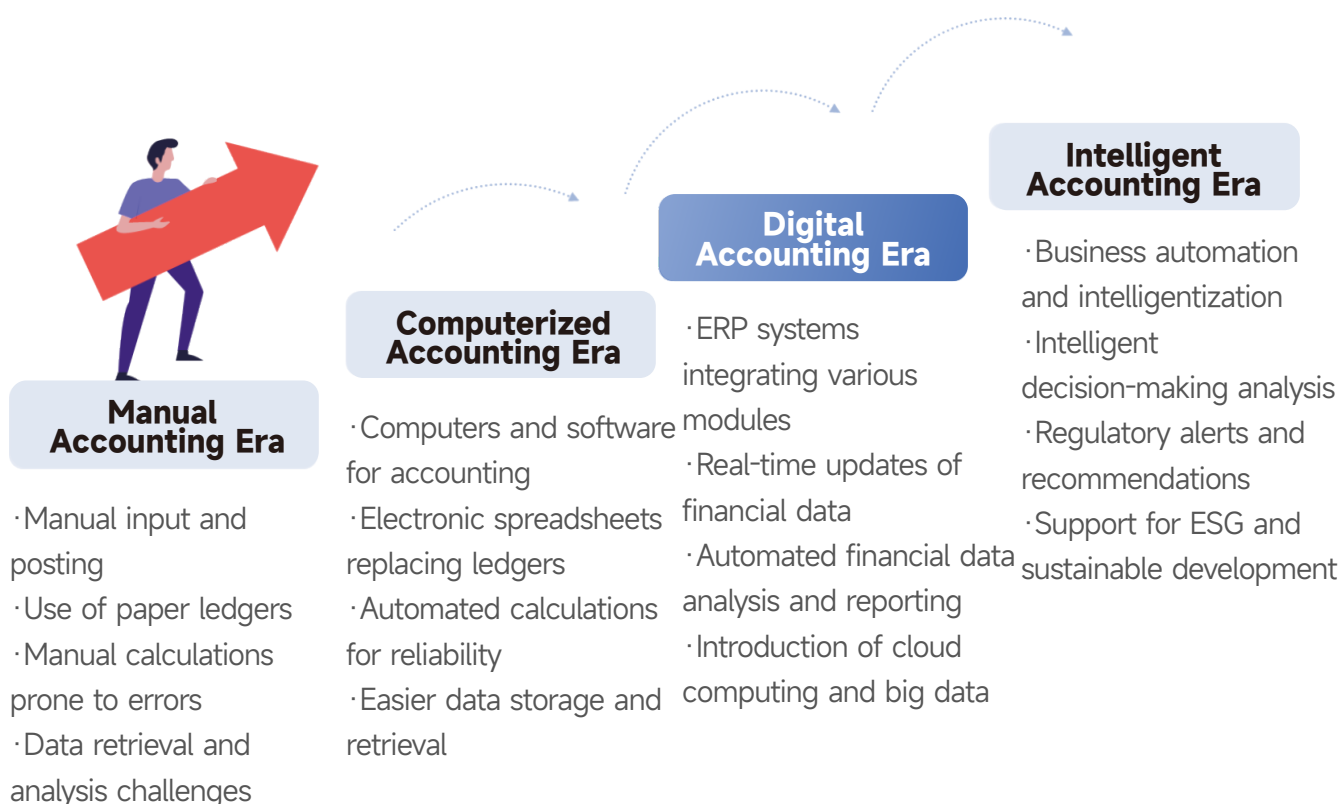 Manual
Accounting Era
·Manual input and
posting
·Use of paper ledgers
·Manual calculations
prone to errors
·Data retrieval and
analysis challenges
Computerized
Accounting Era
·Computers and software
for accounting
·Electronic spreadsheets
replacing ledgers
·Automated calculations
for reliability
·Easier data storage and
retrieval
Digital
Accounting Era
·ERP systems
integrating various
modules
·Real-time updates of
financial data
·Automated financial data
analysis and reporting
·Introduction of cloud
computing and big data
Intelligent
Accounting Era
·Business automation
and intelligentization
·Intelligent
decision-making analysis
·Regulatory alerts and
recommendations
·Support for ESG and
sustainable development